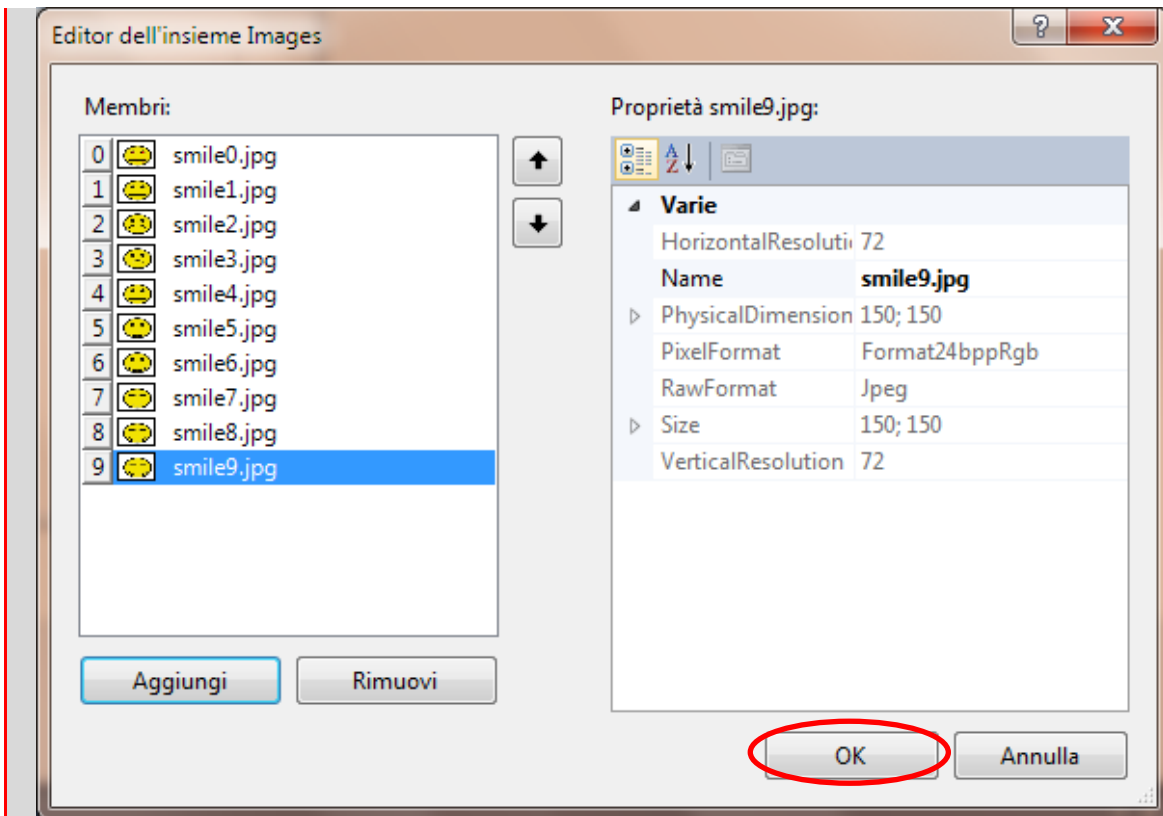 Editor dell'insieme Images
Membri:
0 smile0.jpg
1 smile1.jpg
2 smile2.jpg
3 smile3.jpg
4 smile4.jpg
5 smile5.jpg
6 smile6.jpg
7 smile7.jpg
8 smile8.jpg
9 smile9.jpg
Aggiungi
Rimuovi
Proprietà smile9.jpg:
Varie
HorizontalResoluti 72
Name smile9.jpg
PhysicalDimension 150; 150
PixelFormat Format24bppRgb
RawFormat Jpeg
Size 150; 150
VerticalResolution 72
OK
Annulla